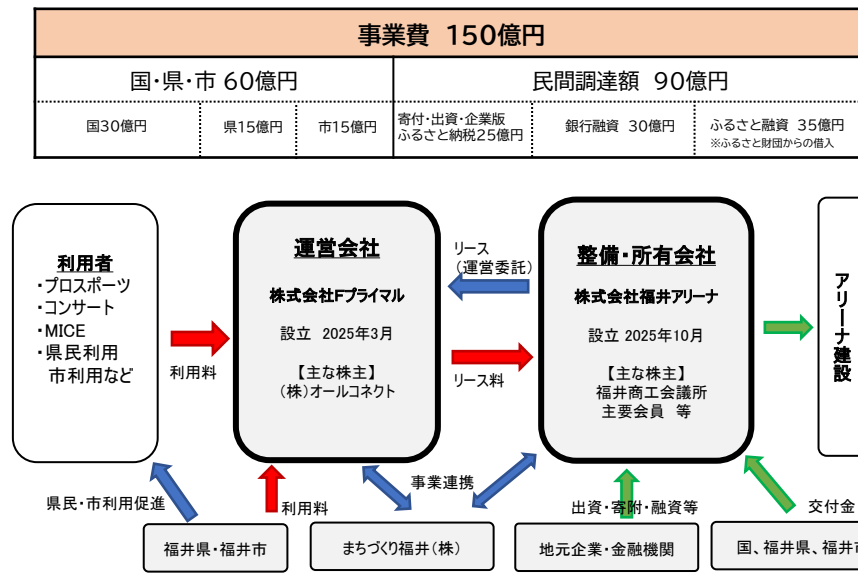 事業費 150億円
国・県・市 60億円
民間調達額 90億円
国30億円
県15億円
市15億円
寄付・出資・企業版
ふるさと納税25億円
銀行融資 30億円
ふるさと融資 35億円
※ふるさと財団からの借入
利用者
・プロスポーツ
・コンサート
・MICE
・県民利用
市利用など
利用料
運営会社
株式会社Fプライマル
設立 2025年3月
【主な株主】
(株)オールコネクト
リース
(運営委託)
リース料
整備・所有会社
株式会社福井アリーナ
設立 2025年10月
【主な株主】
福井商工会議所
主要会員 等
アリーナ建設
県民・市利用促進
利用料
事業連携
出資・寄附・融資等
交付金
福井県・福井市
まちづくり福井(株)
地元企業・金融機関
国、福井県、福井市